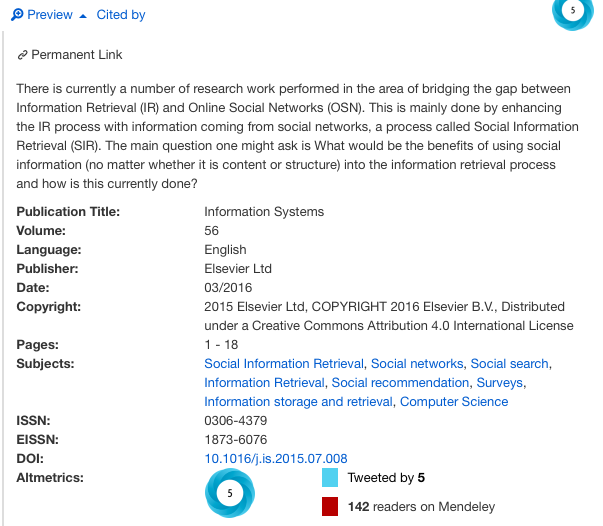 Preview Cited by
5
Permanent Link
There is currently a number of research work performed in the area of bridging the gap between
Information Retrieval (IR) and Online Social Networks (OSN). This is mainly done by enhancing
the IR process with information coming from social networks, a process called Social Information
Retrieval (SIR). The main question one might ask is What would be the benefits of using social
information (no matter whether it is content or structure) into the information retrieval process
and how is this currently done?
Publication Title: Information Systems
Volume: 56
Language: English
Publisher: Elsevier Ltd
Date: 03/2016
Copyright: 2015 Elsevier Ltd, COPYRIGHT 2016 Elsevier B.V., Distributed
under a Creative Commons Attribution 4.0 International License
Pages: 1 - 18
Subjects: Social Information Retrieval, Social networks, Social search,
Information Retrieval, Social recommendation, Surveys,
Information storage and retrieval, Computer Science
ISSN: 0306-4379
EISSN: 1873-6076
DOI: 10.1016/j.is.2015.07.008
Altmetrics: Tweeted by 5
5
142 readers on Mendeley